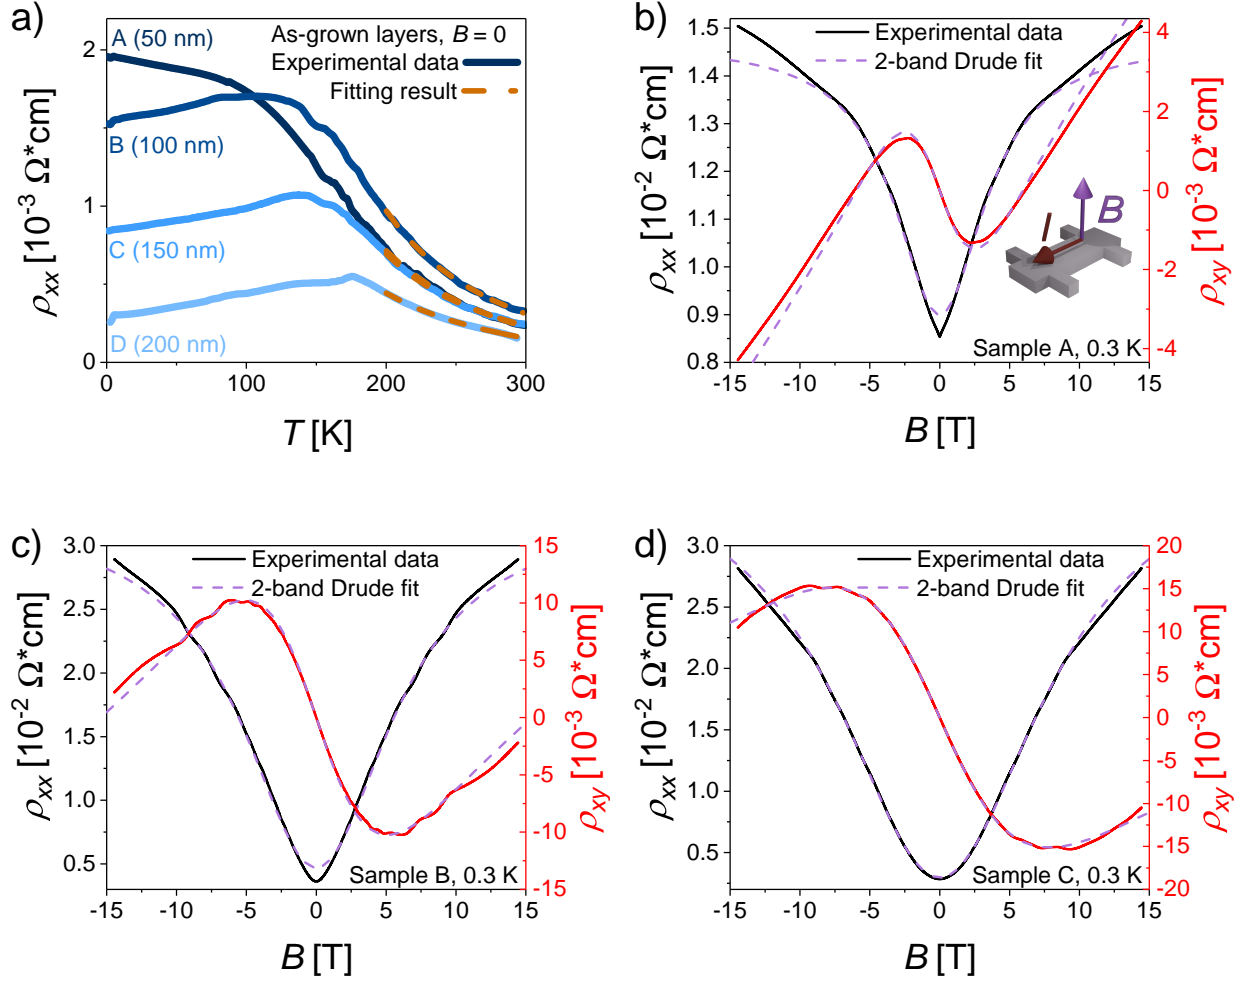 a)
A (50 nm)
As-grown layers, B = 0
Experimental data
Fitting result
B (100 nm)
C (150 nm)
D (200 nm)
2
1
0
ρxx [10-3 Ω*cm]
0 100 200 300
T [K]
b)
Experimental data
2-band Drude fit
1.5
1.4
1.3
1.2
1.1
1.0
0.9
0.8
ρxx [10-2 Ω*cm]
4
2
0
-2
-4
ρxy [10-3 Ω*cm]
B
I
Sample A, 0.3 K
-15 -10 -5 0 5 10 15
B [T]
c)
Experimental data
2-band Drude fit
3.0
2.5
2.0
1.5
1.0
0.5
ρxx [10-2 Ω*cm]
15
10
5
0
-5
-10
-15
ρxy [10-3 Ω*cm]
Sample B, 0.3 K
-15 -10 -5 0 5 10 15
B [T]
d)
Experimental data
2-band Drude fit
3.0
2.5
2.0
1.5
1.0
0.5
ρxx [10-2 Ω*cm]
20
15
10
5
0
-5
-10
-15
-20
ρxy [10-3 Ω*cm]
Sample C, 0.3 K
-15 -10 -5 0 5 10 15
B [T]